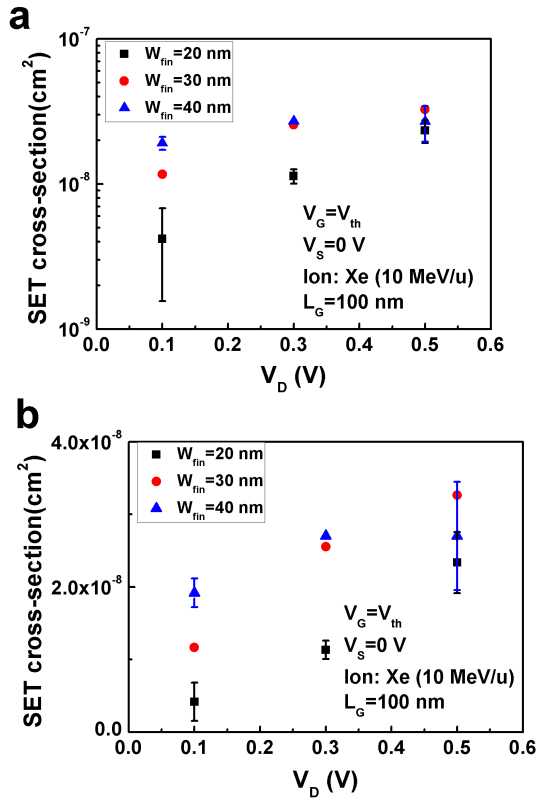 a
10⁻⁷
W_fin=20 nm
W_fin=30 nm
W_fin=40 nm
10⁻⁸
SET cross-section(cm²)
V_G=V_th
V_S=0 V
Ion: Xe (10 MeV/u)
L_G=100 nm
10⁻⁹
0.0 0.1 0.2 0.3 0.4 0.5 0.6
V_D (V)
b
4.0x10⁻⁸
W_fin=20 nm
W_fin=30 nm
W_fin=40 nm
2.0x10⁻⁸
SET cross-section(cm²)
V_G=V_th
V_S=0 V
Ion: Xe (10 MeV/u)
L_G=100 nm
0.0
0.0 0.1 0.2 0.3 0.4 0.5 0.6
V_D (V)